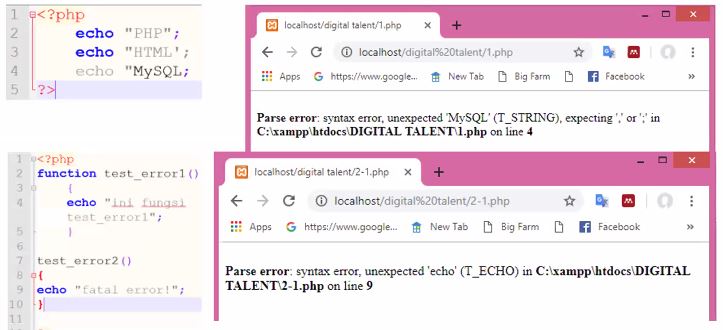 1 <?php
2 echo "PHP";
3 echo "HTML';
4 echo "MySQL;
5 ?>
localhost/digital talent/1.php
localhost/digital%20talent/1.php
Apps https://www.google... New Tab Big Farm Facebook »
Parse error: syntax error, unexpected 'MySQL' (T_STRING), expecting ',' or ';' in
C:\xampp\htdocs\DIGITAL TALENT\1.php on line 4
1 <?php
2 function test_error1()
3 {
4 echo "ini fungsi
test_error1";
5 }
6
7 test_error2()
8 {
9 echo "fatal error!";
10 }
11
localhost/digital talent/2-1.php
localhost/digital%20talent/2-1.php
Apps https://www.google... New Tab Big Farm Facebook »
Parse error: syntax error, unexpected 'echo' (T_ECHO) in C:\xampp\htdocs\DIGITAL
TALENT\2-1.php on line 9